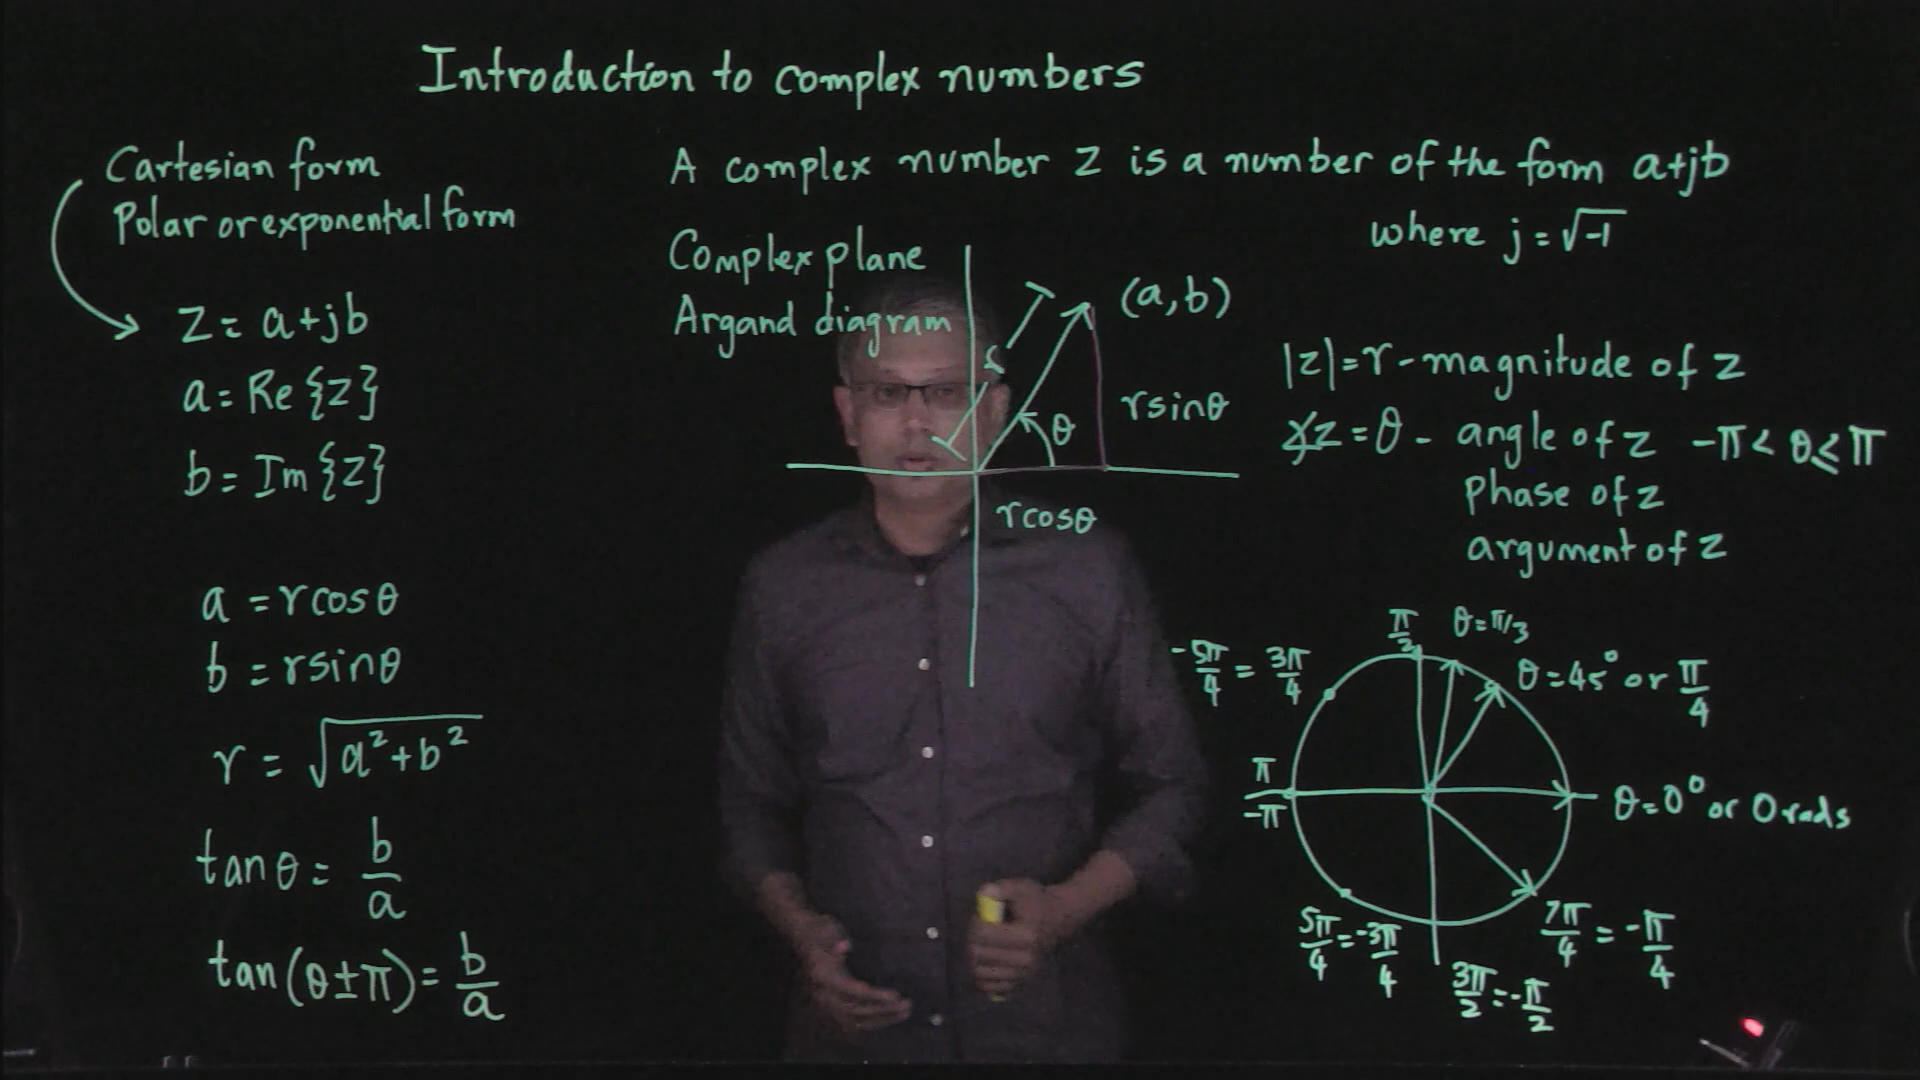 Introduction to complex numbers
Cartesian form
Polar or exponential form
z = a+jb
a = Re{z}
b = Im{z}
a = rcosθ
b = rsinθ
r = √(a²+b²)
tanθ = b/a
tan(θ±π) = b/a
A complex number z is a number of the form a+jb
where j = √-1
Complex plane
Argand diagram
(a,b)
r
θ
rsinθ
rcosθ
|z|=r - magnitude of z
∡z = θ - angle of z -π < θ ≤ π
phase of z
argument of z
π/2
θ=π/3
-5π/4 = 3π/4
θ=45° or π/4
π
-π
θ=0° or 0 rads
5π/4 = -3π/4
7π/4 = -π/4
3π/2 = -π/2